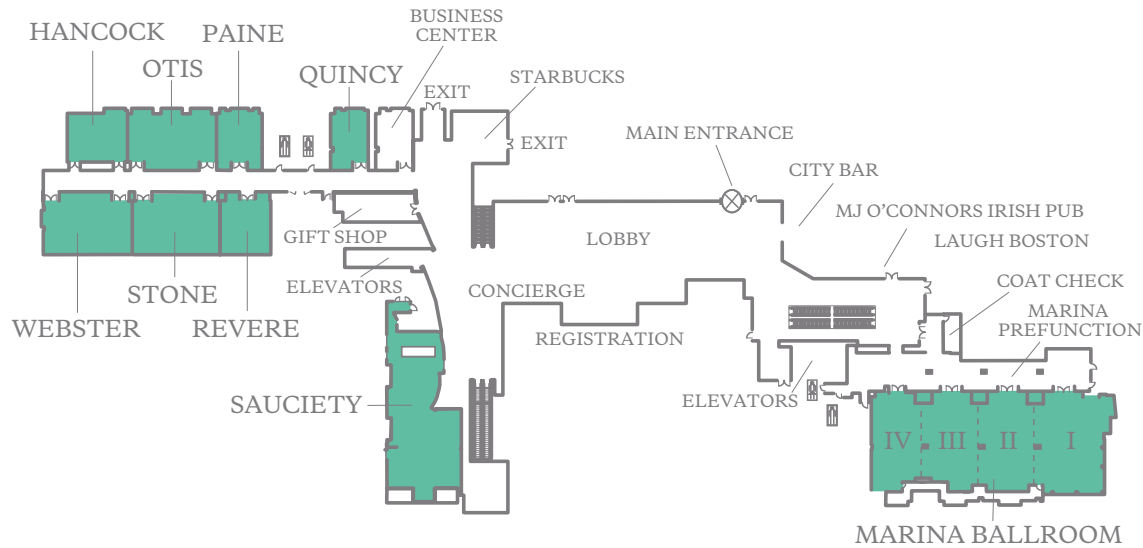 HANCOCK
OTIS
PAINE
QUINCY
BUSINESS
CENTER
EXIT
STARBUCKS
EXIT
MAIN ENTRANCE
CITY BAR
MJ O'CONNORS IRISH PUB
LAUGH BOSTON
COAT CHECK
MARINA
PREFUNCTION
GIFT SHOP
LOBBY
ELEVATORS
CONCIERGE
REGISTRATION
WEBSTER
STONE
REVERE
SAUCIETY
ELEVATORS
IV
III
II
I
MARINA BALLROOM